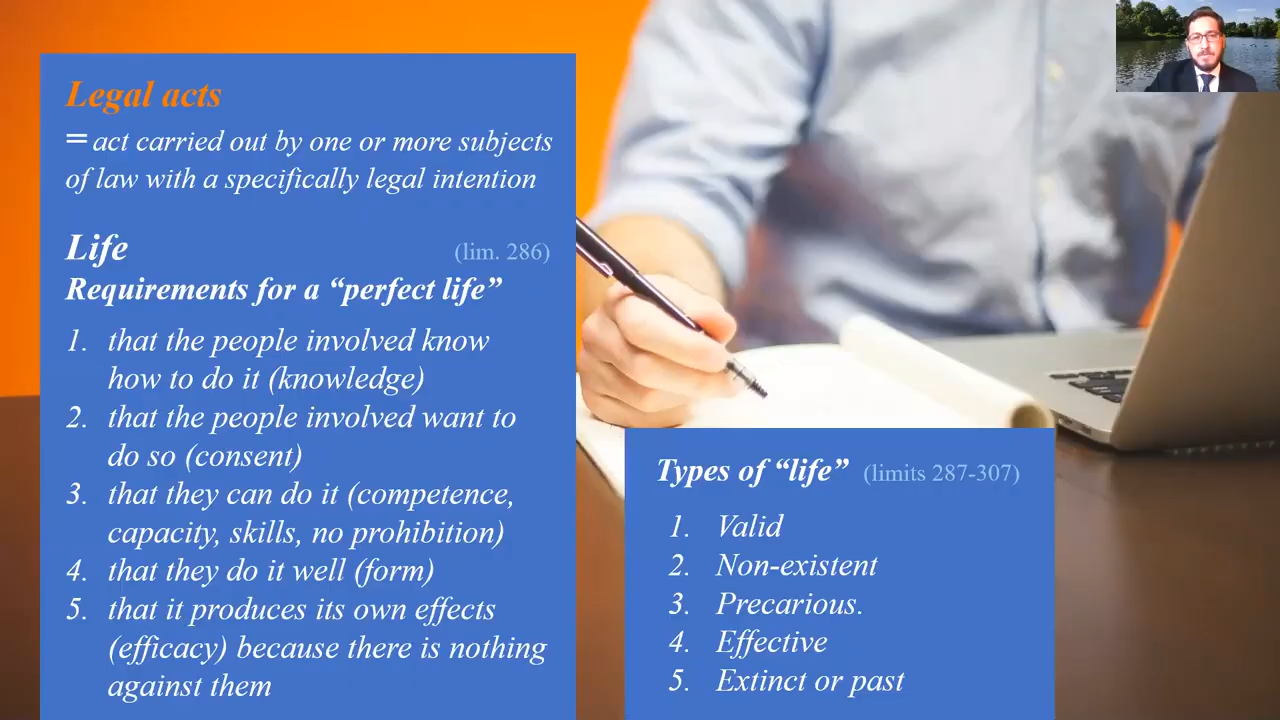 Legal acts
= act carried out by one or more subjects
of law with a specifically legal intention
Life (lim. 286)
Requirements for a “perfect life”
1. that the people involved know
how to do it (knowledge)
2. that the people involved want to
do so (consent)
3. that they can do it (competence,
capacity, skills, no prohibition)
4. that they do it well (form)
5. that it produces its own effects
(efficacy) because there is nothing
against them
Types of “life” (limits 287-307)
1. Valid
2. Non-existent
3. Precarious.
4. Effective
5. Extinct or past